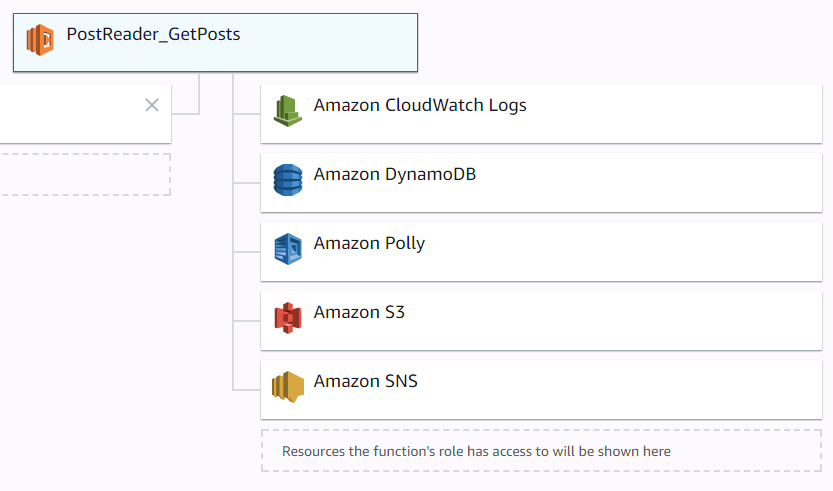 PostReader_GetPosts
Amazon CloudWatch Logs
Amazon DynamoDB
Amazon Polly
Amazon S3
Amazon SNS
Resources the function's role has access to will be shown here